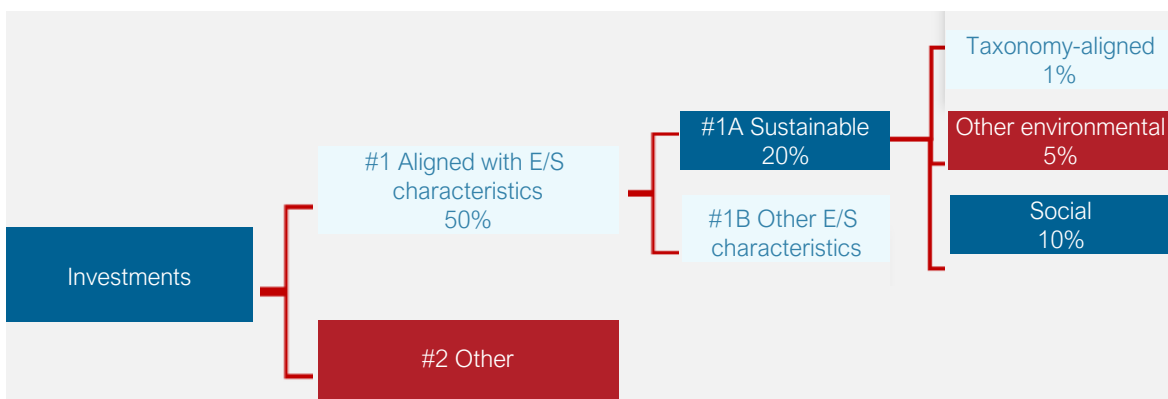 Investments
#1 Aligned with E/S
characteristics
50%
#2 Other
#1A Sustainable
20%
#1B Other E/S
characteristics
Taxonomy-aligned
1%
Other environmental
5%
Social
10%